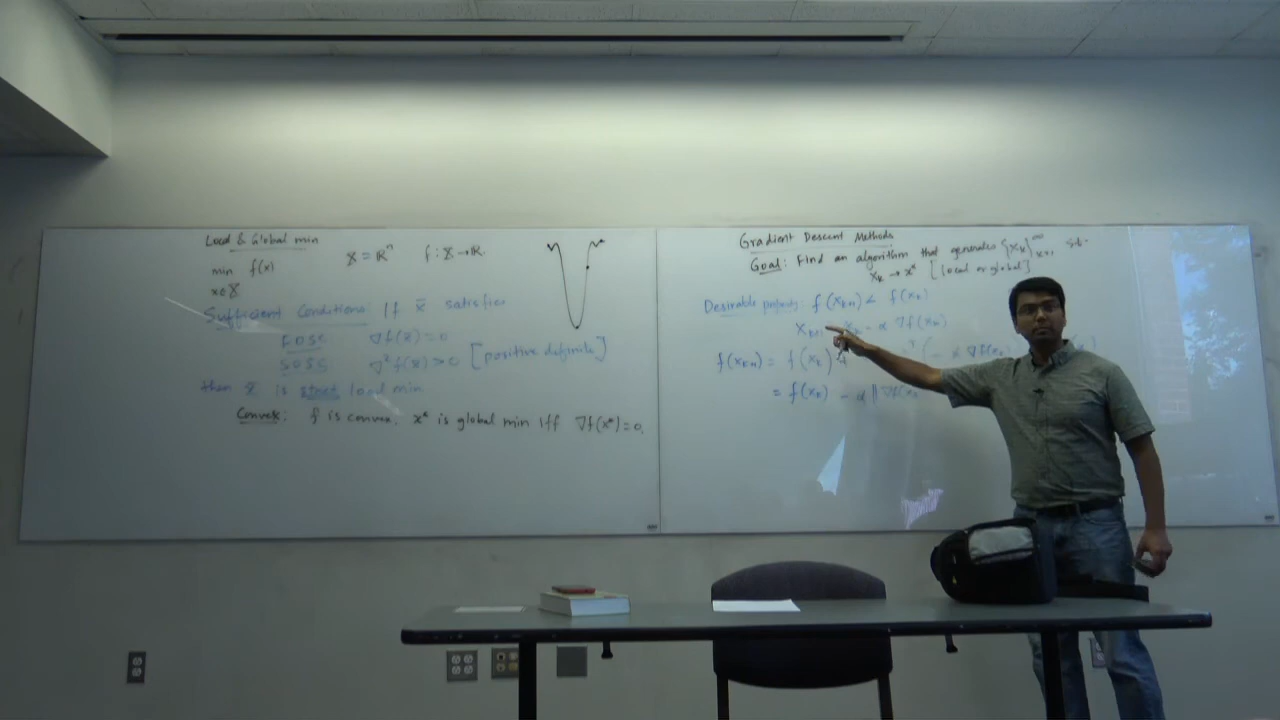 Local & Global min
min f(x) X = ℝⁿ f: X→ℝ.
x∈X
Sufficient Conditions: If x̄ satisfies
FOSC ∇f(x̄)=0
SOSC ∇²f(x̄)>0 [positive definite]
then x̄ is strict local min.
Convex: f is convex, x* is global min iff ∇f(x*)=0.
Gradient Descent Methods
Goal: Find an algorithm that generates {xₖ} s.t.
xₖ → x* [local or global]
Desirable property: f(xₖ₊₁) < f(xₖ)
xₖ₊₁ xₖ - α ∇f(xₖ)
f(xₖ₊₁) = f(xₖ) + (- α ∇f(xₖ)
= f(xₖ) - α || ∇f(xₖ